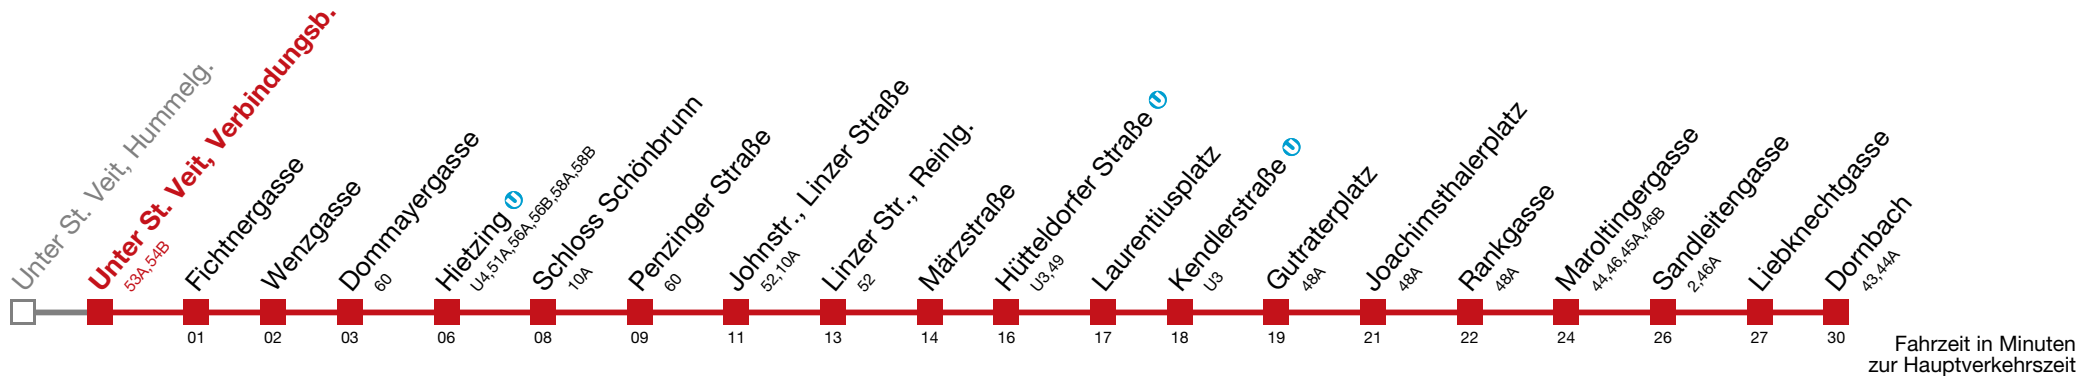 Unter St. Veit, Hummelg.
Unter St. Veit, Verbindungsb.
53A,54B
Fichtnergasse
01
Wenzgasse
02
Dommayergasse
60
03
Hietzing U
U4,51A,56A,56B,58A,58B
06
Schloss Schönbrunn
10A
08
Penzinger Straße
60
09
Johnstr., Linzer Straße
52,10A
11
Linzer Str., Reinlg.
52
13
Märzstraße
14
Hütteldorfer Straße U
U3,49
16
Laurentiusplatz
17
Kendlerstraße U
U3
18
Gutraterplatz
48A
19
Joachimsthalerplatz
48A
21
Rankgasse
48A
22
Maroltingergasse
44,46,45A,46B
24
Sandleitengasse
2,46A
26
Liebknechtgasse
27
Dornbach
43,44A
30
Fahrzeit in Minuten
zur Hauptverkehrszeit